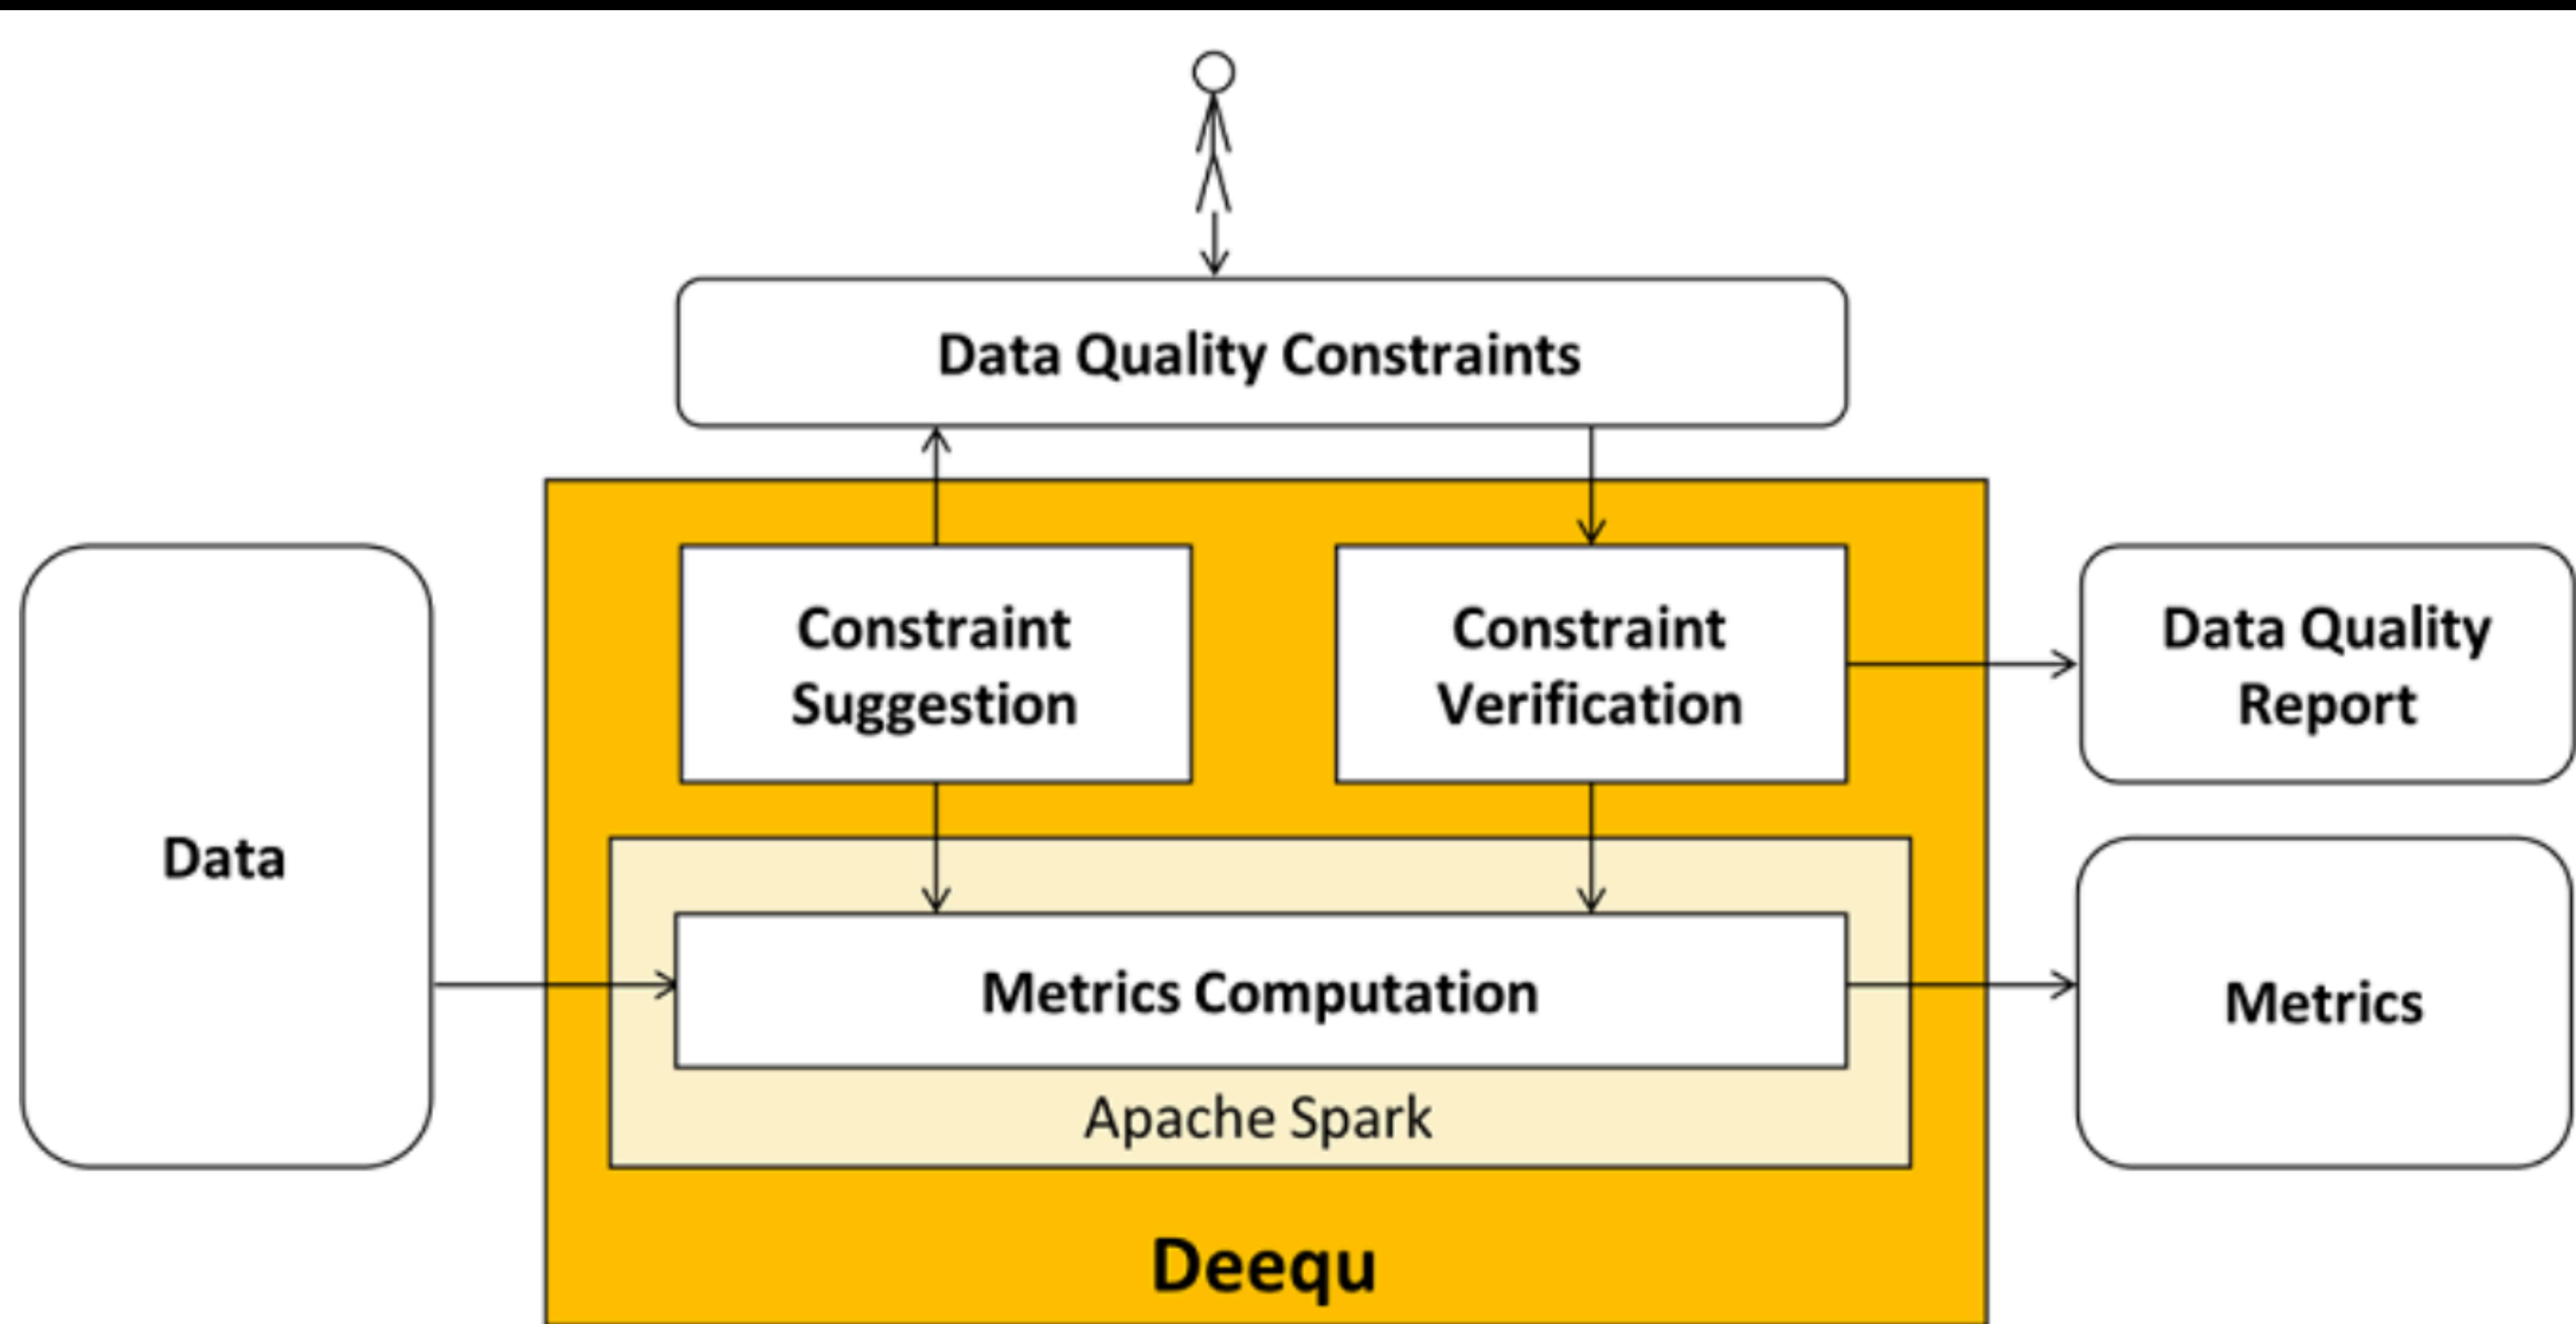 Data Quality Constraints
Constraint
Suggestion
Constraint
Verification
Data Quality
Report
Data
Metrics Computation
Metrics
Apache Spark
Deequ